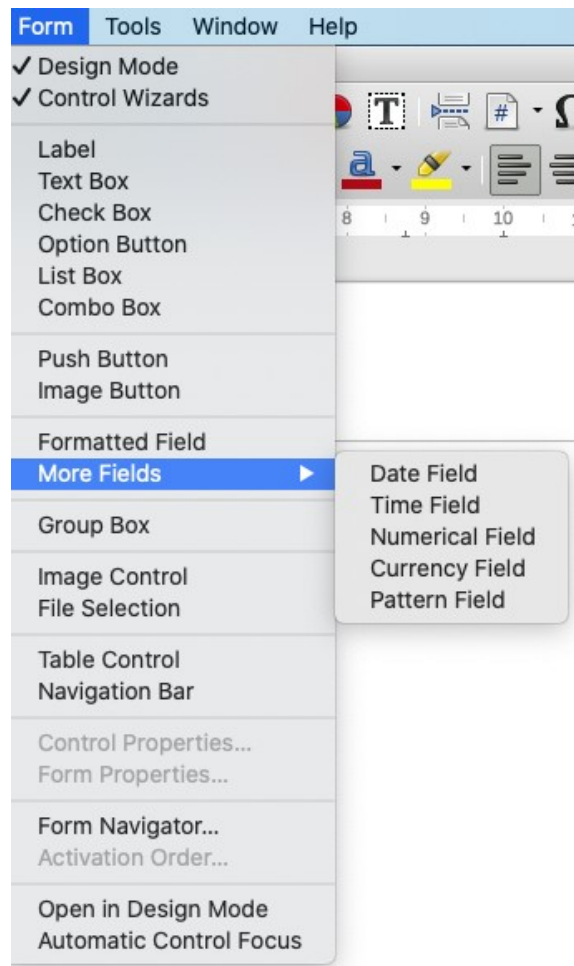 Form Tools Window Help
✓ Design Mode
✓ Control Wizards
Label
Text Box
Check Box
Option Button
List Box
Combo Box
Push Button
Image Button
Formatted Field
More Fields ▶
Date Field
Time Field
Numerical Field
Currency Field
Pattern Field
Group Box
Image Control
File Selection
Table Control
Navigation Bar
Control Properties...
Form Properties...
Form Navigator...
Activation Order...
Open in Design Mode
Automatic Control Focus
T # Ω
a
8 9 10